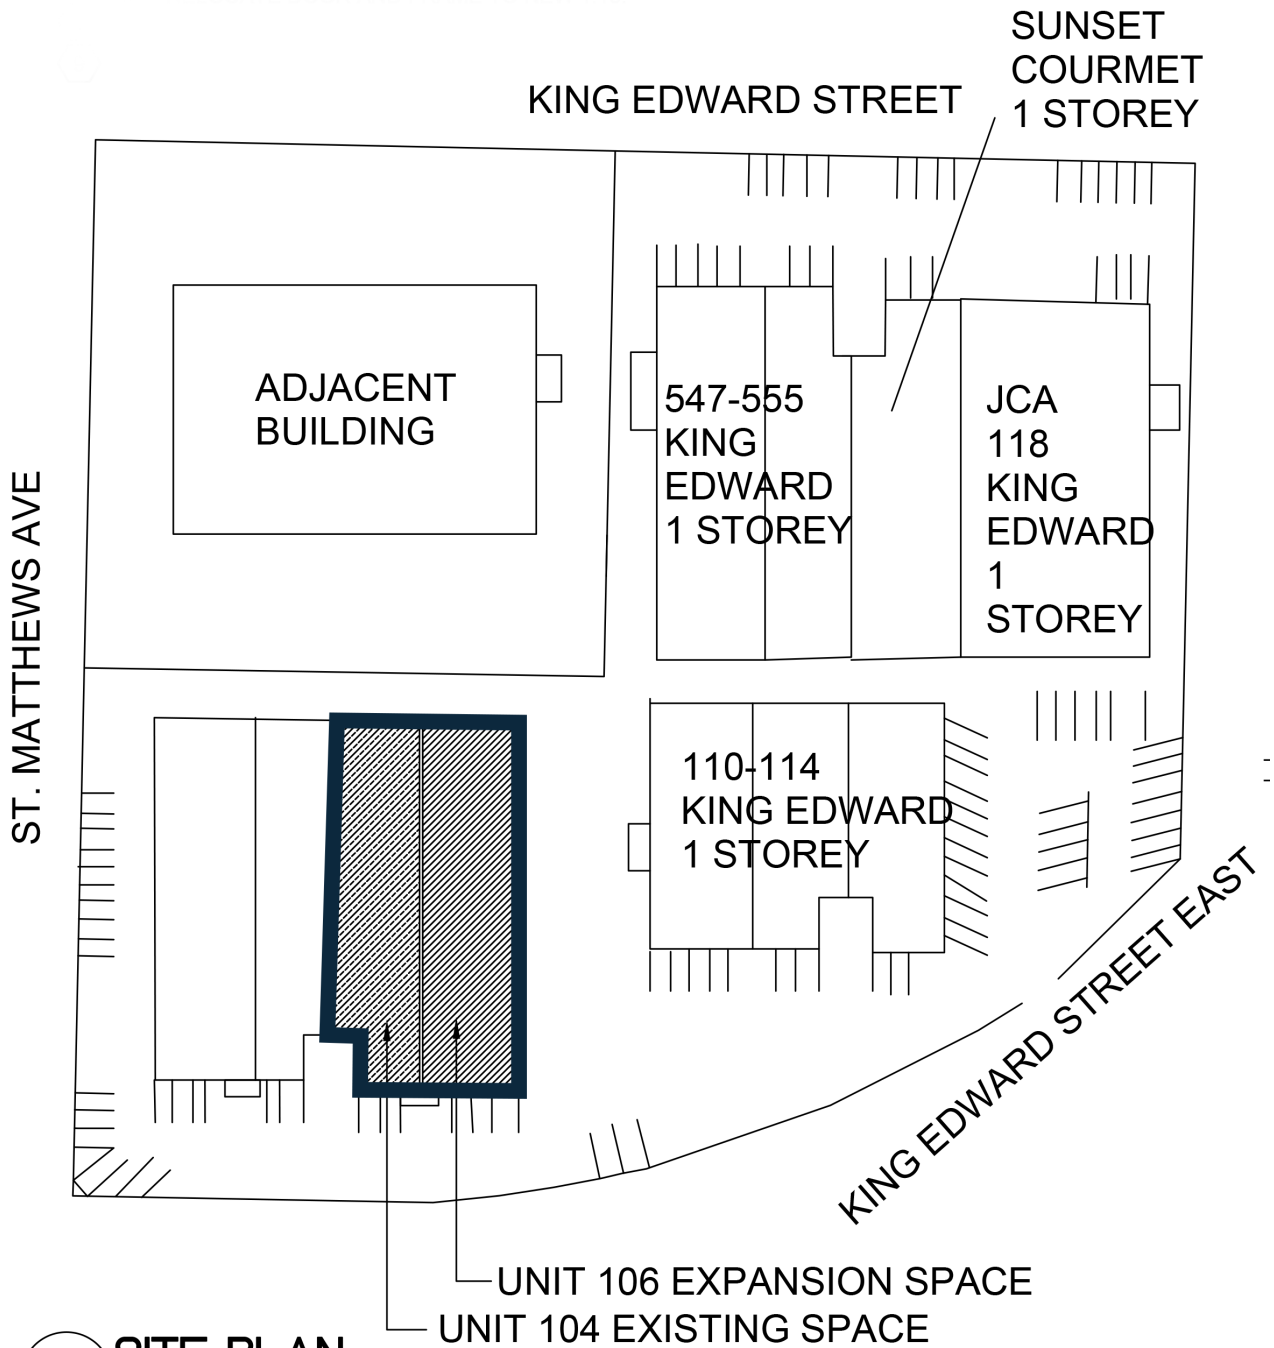 SUNSET
COURMET
1 STOREY
KING EDWARD STREET
ADJACENT
BUILDING
547-555
KING
EDWARD
1 STOREY
JCA
118
KING
EDWARD
1
STOREY
ST. MATTHEWS AVE
110-114
KING EDWARD
1 STOREY
KING EDWARD STREET EAST
UNIT 106 EXPANSION SPACE
UNIT 104 EXISTING SPACE
SITE PLAN